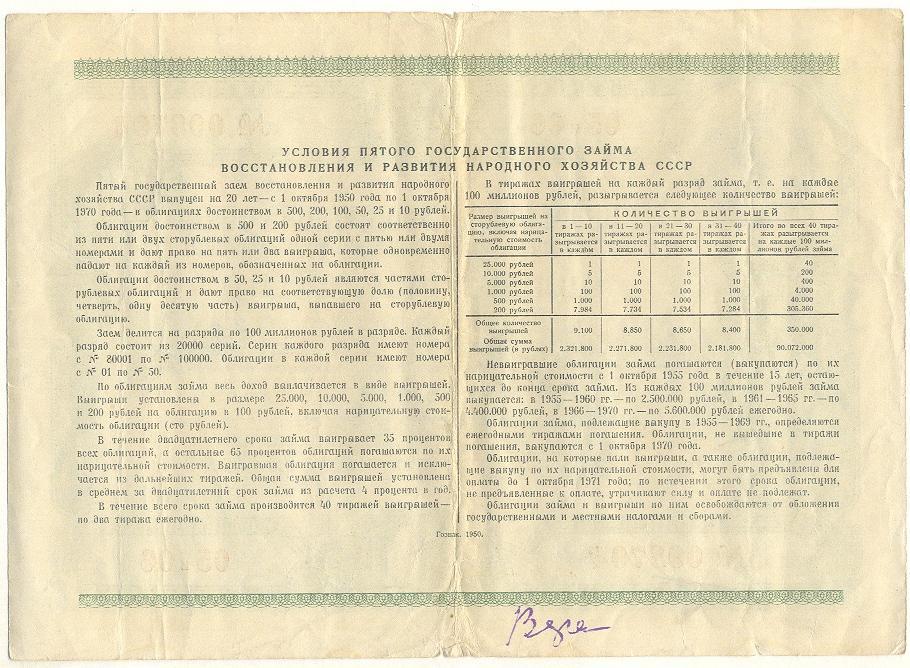 УСЛОВИЯ ПЯТОГО ГОСУДАРСТВЕННОГО ЗАЙМА
ВОССТАНОВЛЕНИЯ И РАЗВИТИЯ НАРОДНОГО ХОЗЯЙСТВА СССР
Пятый государственный заем восстановления и развития народного
хозяйства СССР выпущен на 20 лет—с 1 октября 1950 года по 1 октября
1970 года—в облигациях достоинством в 500, 200, 100, 50, 25 и 10 рублей.
Облигации достоинством в 500 и 200 рублей состоят соответственно
из пяти или двух сторублевых облигаций одной серии с пятью или двумя
номерами и дают право на пять или два выигрыша, которые одновременно
падают на каждый из номеров, обозначенных на облигации.
Облигации достоинством в 50, 25 и 10 рублей являются частями сто-
рублевых облигаций и дают право на соответствующую долю (половину,
четверть, одну десятую часть) выигрыша, выпавшего на сторублевую
облигацию.
Заем делится на разряды по 100 миллионов рублей в разряде. Каждый
разряд состоит из 20000 серий. Серии каждого разряда имеют номера
с № 80001 по № 100000. Облигации в каждой серии имеют номера
с № 01 по № 50.
По облигациям займа весь доход выплачивается в виде выигрышей.
Выигрыши установлены в размере 25.000, 10.000, 5.000, 1.000, 500
и 200 рублей на облигацию в 100 рублей, включая нарицательную стои-
мость облигации (сто рублей).
В течение двадцатилетнего срока займа выигрывает 35 процентов
всех облигаций, а остальные 65 процентов облигаций погашаются по их
нарицательной стоимости. Выигравшая облигация погашается и исклю-
чается из дальнейших тиражей. Общая сумма выигрышей установлена
в среднем за двадцатилетний срок займа из расчета 4 процента в год.
В течение всего срока займа производится 40 тиражей выигрышей—
по два тиража ежегодно.
В тиражах выигрышей на каждый разряд займа, т. е. на каждые
100 миллионов рублей, разыгрывается следующее количество выигрышей:
Размер выигрышей на сторублевую облига-цию, включая нарица-тельную стоимость облигации
КОЛИЧЕСТВО ВЫИГРЫШЕЙ
в 1—10 тиражах ра-зыгрывается в каждом
в 11—20 тиражах ра-зыгрывается в каждом
в 21—30 тиражах ра-зыгрывается в каждом
в 31—40 тиражах ра-зыгрывается в каждом
Итого во всех 40 тира-жах разыгрывается на каждые 100 мил-лионов рублей займа
25.000 рублей 1 1 1 1 40
10.000 рублей 5 5 5 5 200
5.000 рублей 10 10 10 10 400
1.000 рублей 100 100 100 100 4.000
500 рублей 1.000 1.000 1.000 1.000 40.000
200 рублей 7.984 7.734 7.534 7.284 305.360
Общее количество
выигрышей 9.100 8.850 8.650 8.400 350.000
Общая сумма
выигрышей (в рублях) 2.321.800 2.271.800 2.231.800 2.181.800 90.072.000
Невыигравшие облигации займа погашаются (выкупаются) по их
нарицательной стоимости с 1 октября 1955 года в течение 15 лет, остаю-
щихся до конца срока займа. Из каждых 100 миллионов рублей займа
выкупается: в 1955—1960 гг.—по 2.500.000 рублей, в 1961—1965 гг.—по
4.400.000 рублей, в 1966—1970 гг.—по 5.600.000 рублей ежегодно.
Облигации займа, подлежащие выкупу в 1955—1969 гг., определяются
ежегодными тиражами погашения. Облигации, не вышедшие в тиражи
погашения, выкупаются с 1 октября 1970 года.
Облигации, на которые пали выигрыши, а также облигации, подлежа-
щие выкупу по их нарицательной стоимости, могут быть предъявлены для
оплаты до 1 октября 1971 года; по истечении этого срока облигации,
не предъявленные к оплате, утрачивают силу и оплате не подлежат.
Облигации займа и выигрыши по ним освобождаются от обложения
государственными и местными налогами и сборами.
Гознак. 1950.